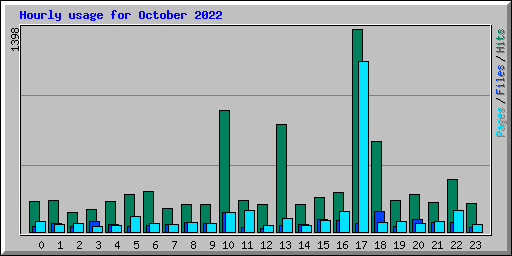 Hourly usage for October 2022
1398
Pages/Files/Hits
0 1 2 3 4 5 6 7 8 9 10 11 12 13 14 15 16 17 18 19 20 21 22 23